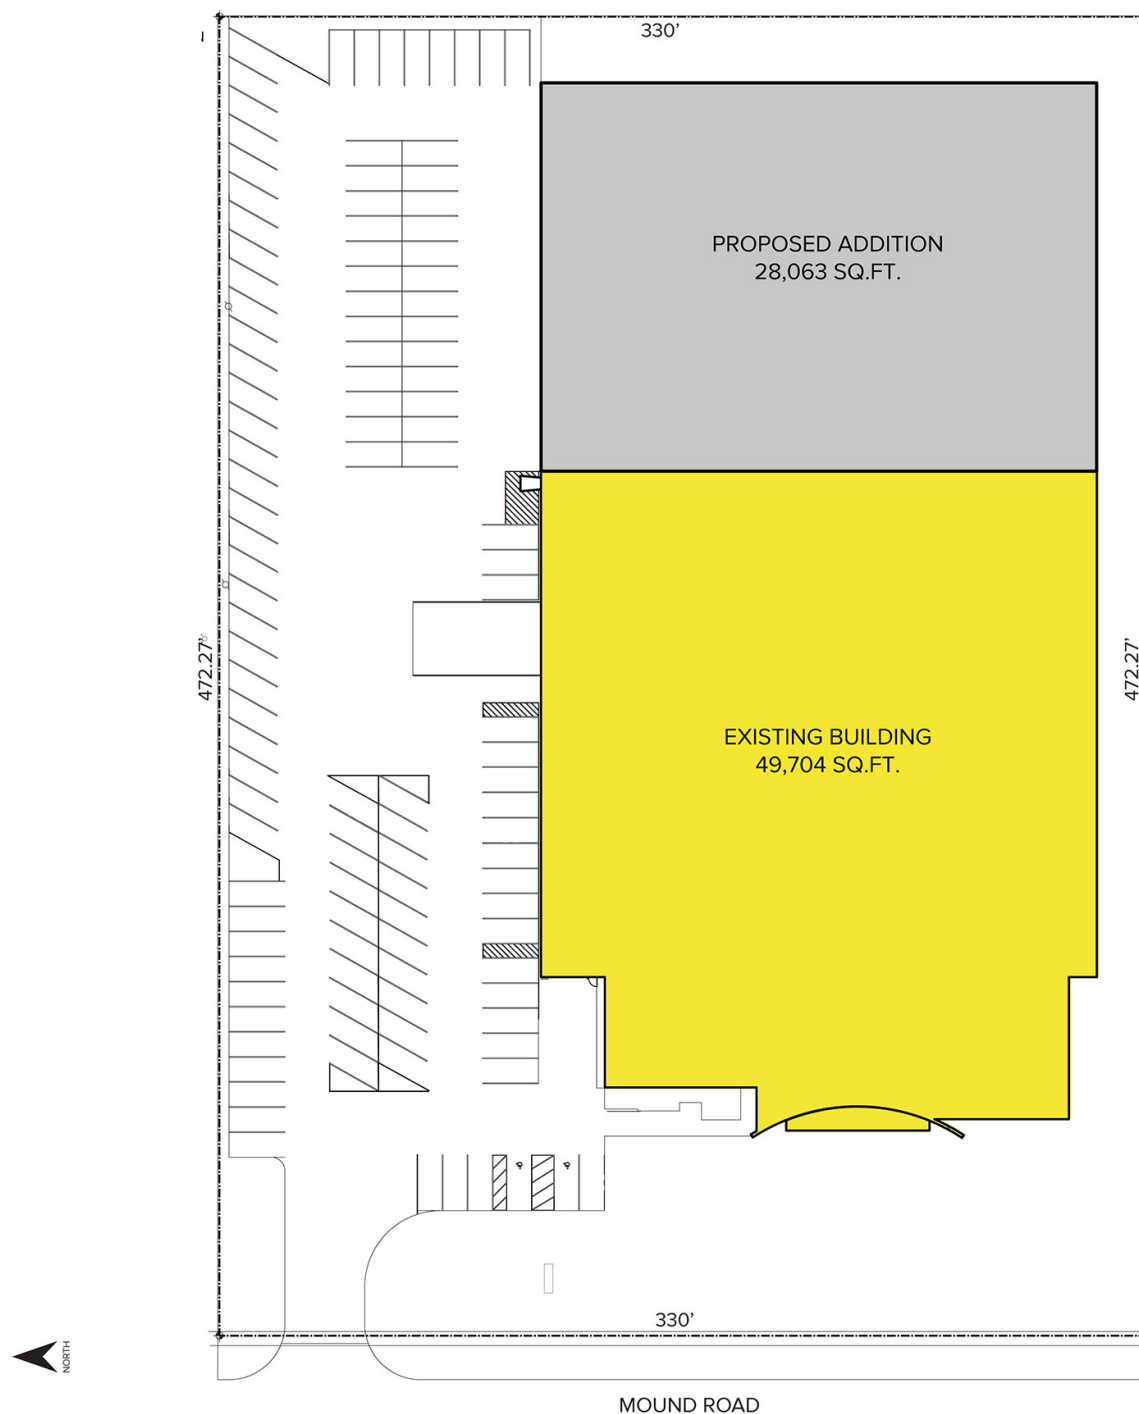 330’
PROPOSED ADDITION
28,063 SQ.FT.
472.27’
472.27’
EXISTING BUILDING
49,704 SQ.FT.
330’
NORTH
MOUND ROAD